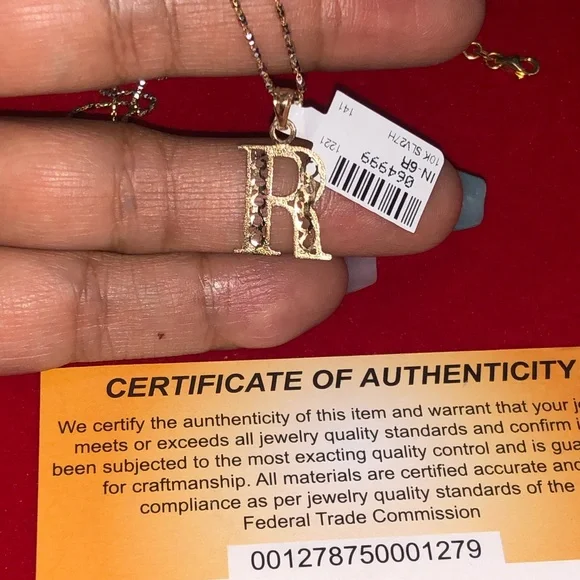 R
141
1221
10K SLV27H
064999
IN-6R
CERTIFICATE OF AUTHENTICITY
We certify the aunthenticity of this item and warrant that your
meets or exceeds all jewelry quality standards and confirm
been subjected to the most exacting quality control and is
for craftmanship. All materials are certified accurate and
compliance as per jewelry quality standards of the
Federal Trade Commission
001278750001279